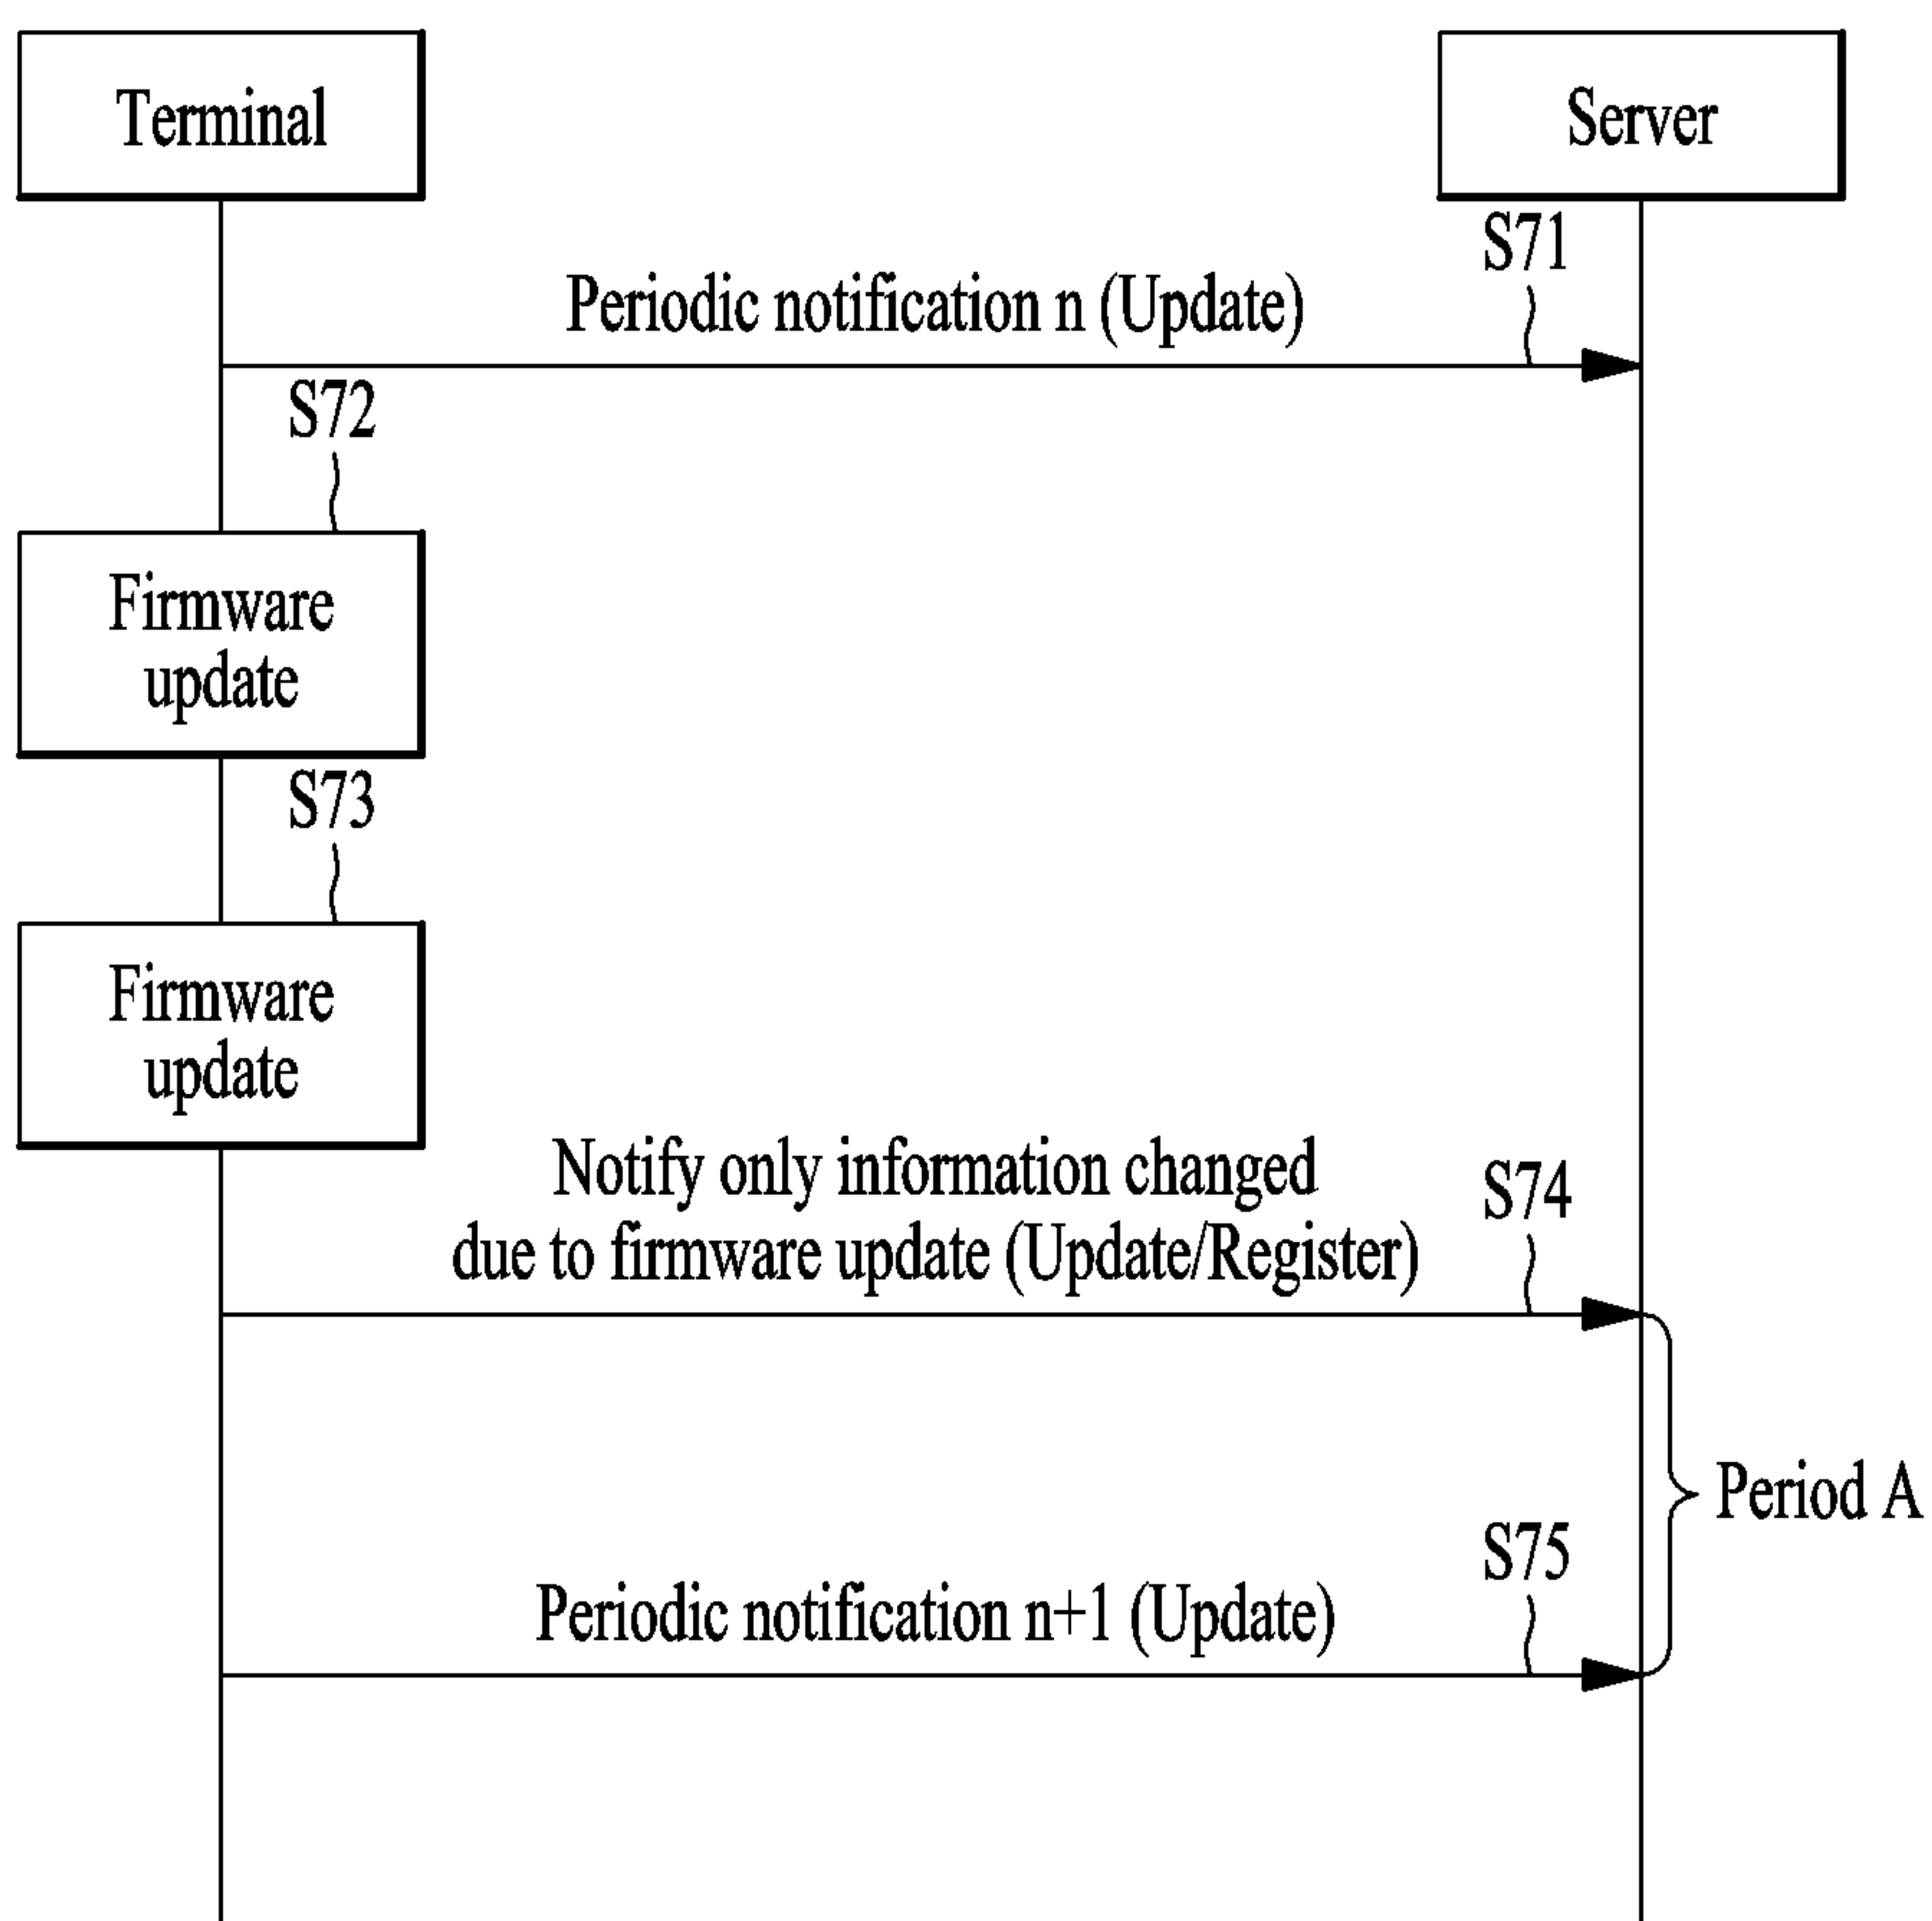 Terminal
Server
S71
Periodic notification n (Update)
S72
Firmware
update
S73
Firmware
update
Notify only information changed
due to firmware update (Update/Register)
S74
Period A
S75
Periodic notification n+1 (Update)